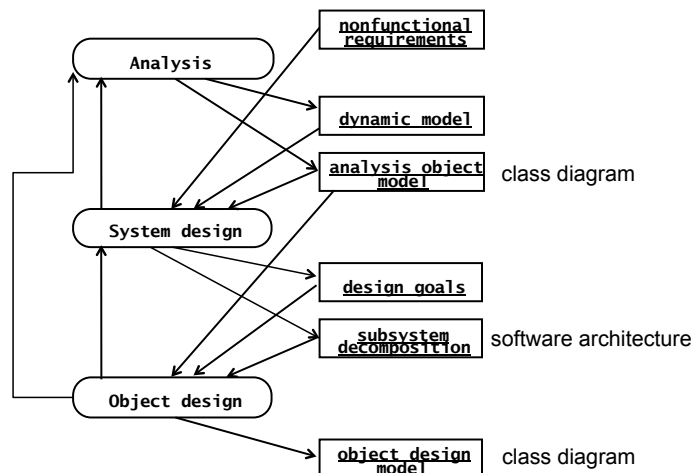 nonfunctional
requirements
Analysis
dynamic model
analysis object
model
class diagram
System design
design goals
subsystem
decomposition
software architecture
Object design
object design
model
class diagram